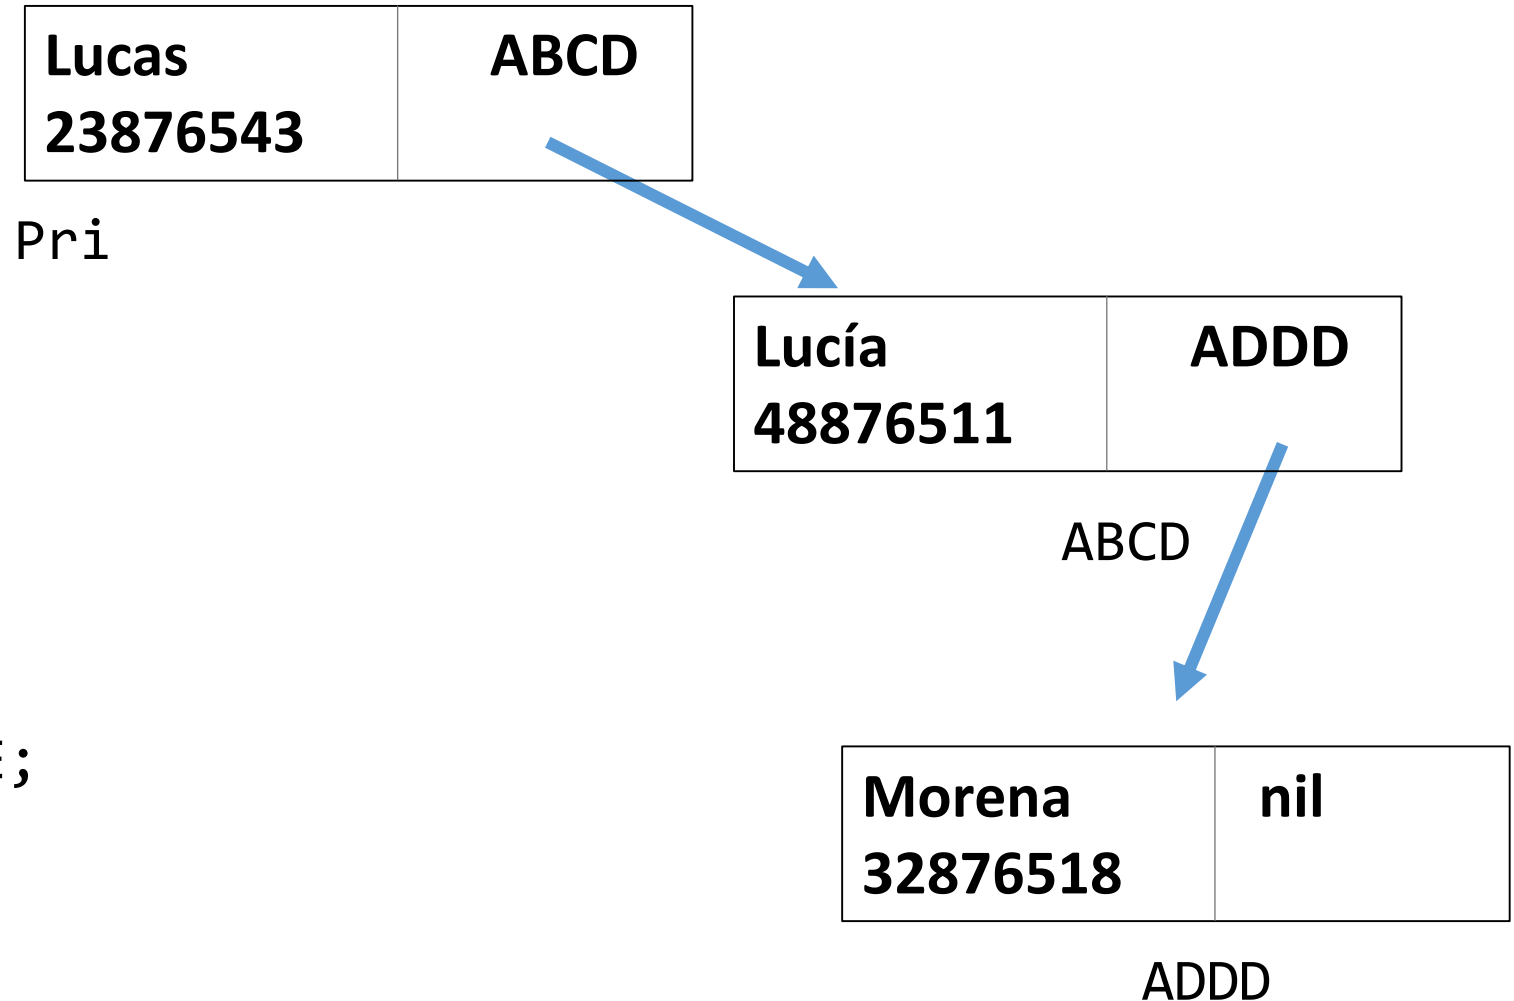 Lucas ABCD
23876543
Pri
Lucía ADDD
48876511
ABCD
;
Morena nil
32876518
ADDD